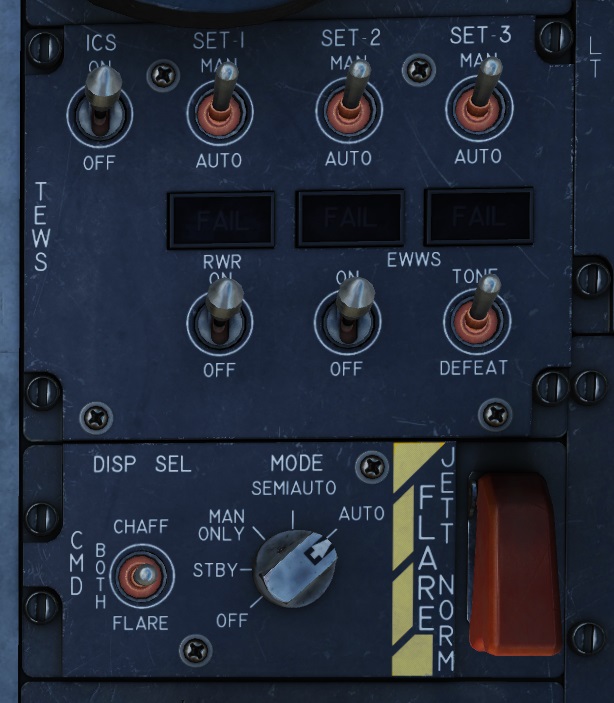 ICS SET-1 SET-2 SET-3
ON MAN MAN MAN
OFF AUTO AUTO AUTO
TEWS
FAIL FAIL FAIL
RWR EWWS
ON ON TONE
OFF OFF DEFEAT
DISP SEL MODE
SEMIAUTO
MAN ONLY AUTO
CHAFF
CMD BOTH STBY
FLARE OFF
FLARE
JETT NORM
LT